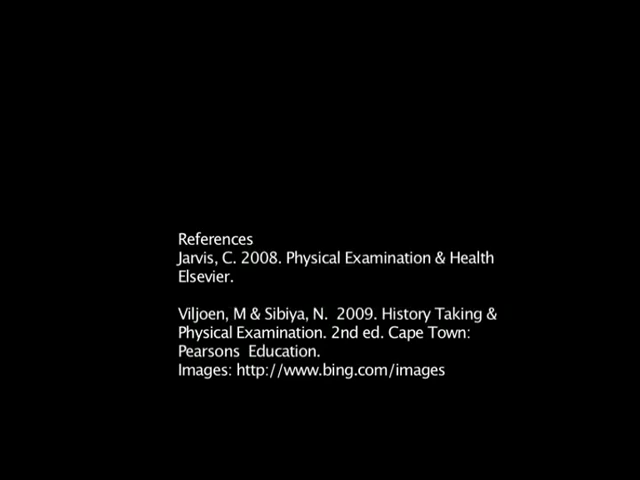 References
Jarvis, C. 2008. Physical Examination & Health
Elsevier.
Viljoen, M & Sibiya, N.  2009. History Taking &
Physical Examination. 2nd ed. Cape Town:
Pearsons  Education.
Images: http://www.bing.com/images